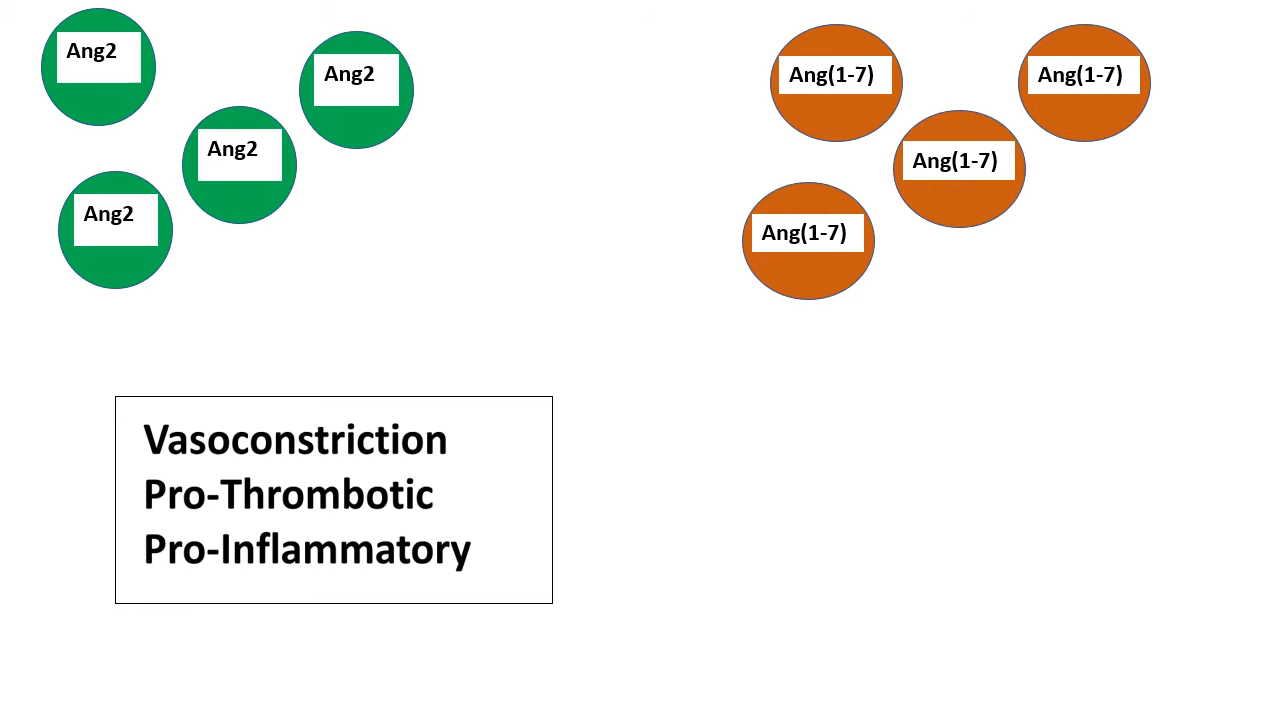 Ang2
Ang2
Ang2
Ang2
Ang(1-7)
Ang(1-7)
Ang(1-7)
Ang(1-7)
Vasoconstriction
Pro-Thrombotic
Pro-Inflammatory